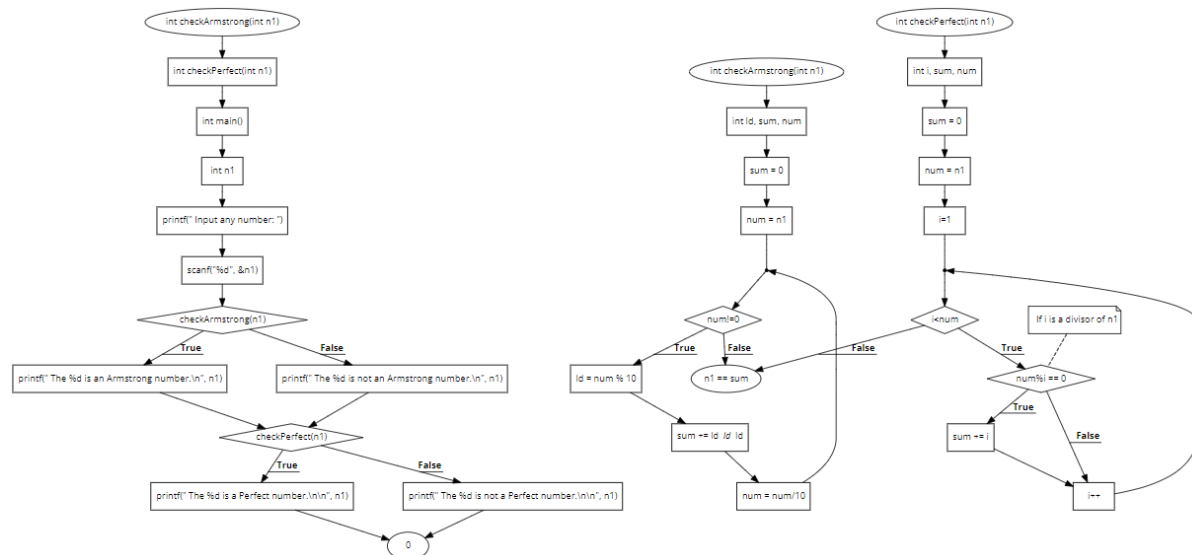 int checkArmstrong(int n1)
int checkPerfect(int n1)
int main()
int n1
printf(" Input any number: ")
scanf("%d", &n1)
checkArmstrong(n1)
True
False
printf(" The %d is an Armstrong number.\n", n1)
printf(" The %d is not an Armstrong number.\n", n1)
checkPerfect(n1)
True
False
printf(" The %d is a Perfect number.\n\n", n1)
printf(" The %d is not a Perfect number.\n\n", n1)
0
int checkArmstrong(int n1)
int ld, sum, num
sum = 0
num = n1
num!=0
True
False
ld = num % 10
n1 == sum
sum += ld ld ld
num = num/10
int checkPerfect(int n1)
int i, sum, num
sum = 0
num = n1
i=1
i<num
If i is a divisor of n1
False
True
num%i == 0
True
sum += i
False
i++